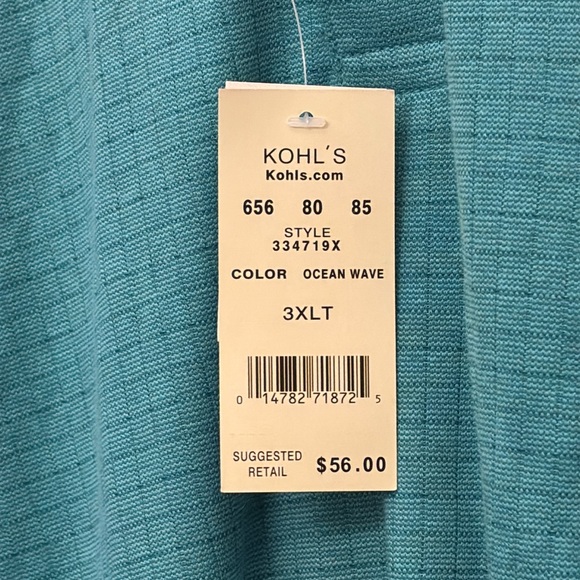 KOHL'S
Kohls.com
656 80 85
STYLE
334719X
COLOR OCEAN WAVE
3XLT
0 14782 71872 5
SUGGESTED
RETAIL $56.00